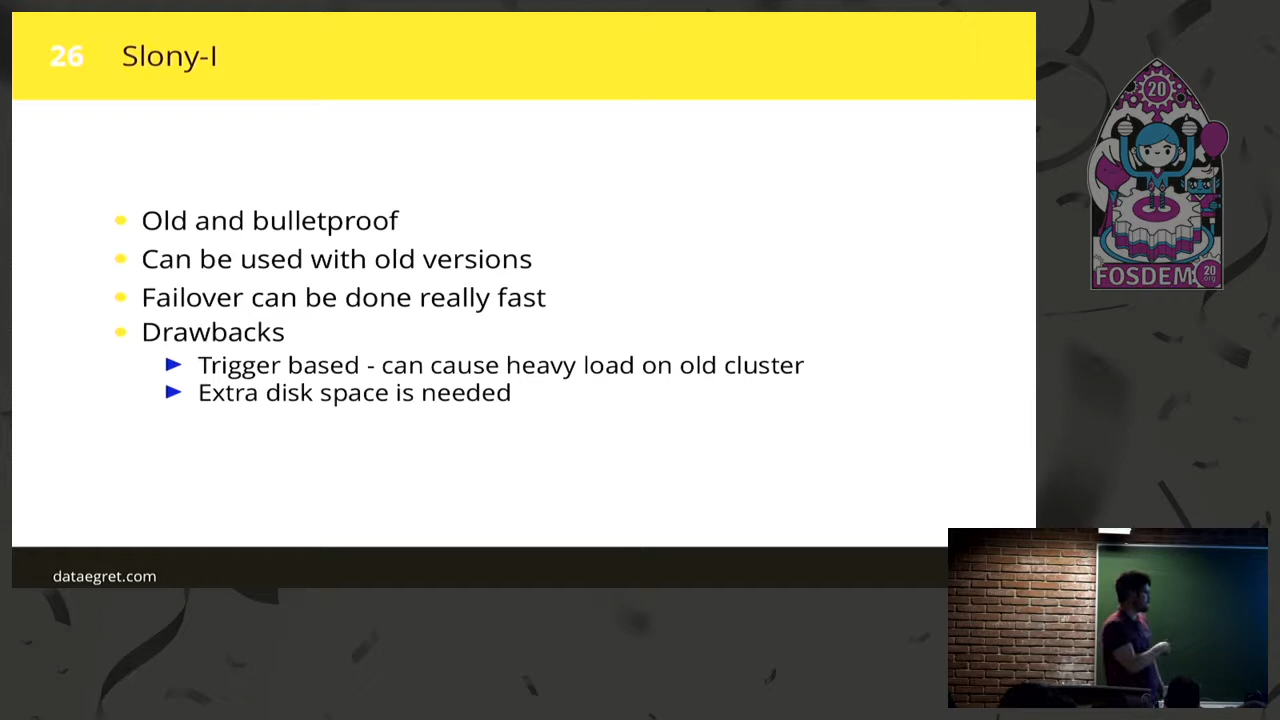 26 Slony-I
Old and bulletproof
Can be used with old versions
Failover can be done really fast
Drawbacks
Trigger based - can cause heavy load on old cluster
Extra disk space is needed
dataegret.com
20
FOSDEM
20
.org